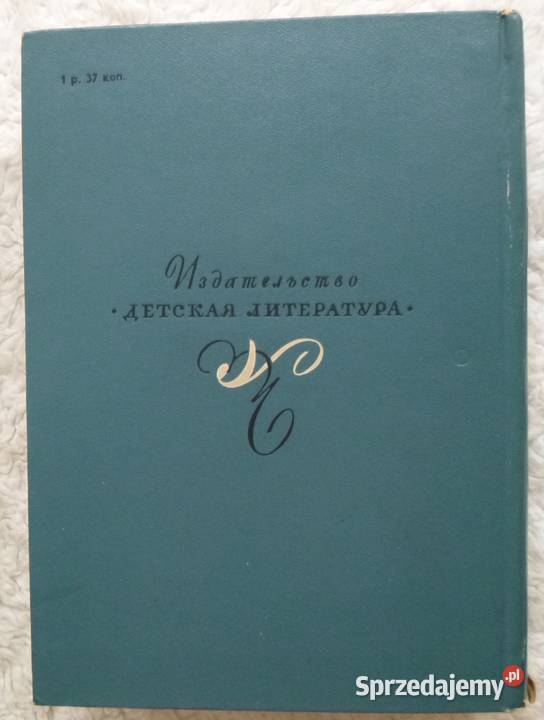 1 р. 37 коп.
Издательство
• ДЕТСКАЯ ЛИТЕРАТУРА •
Sprzedajemy.pl